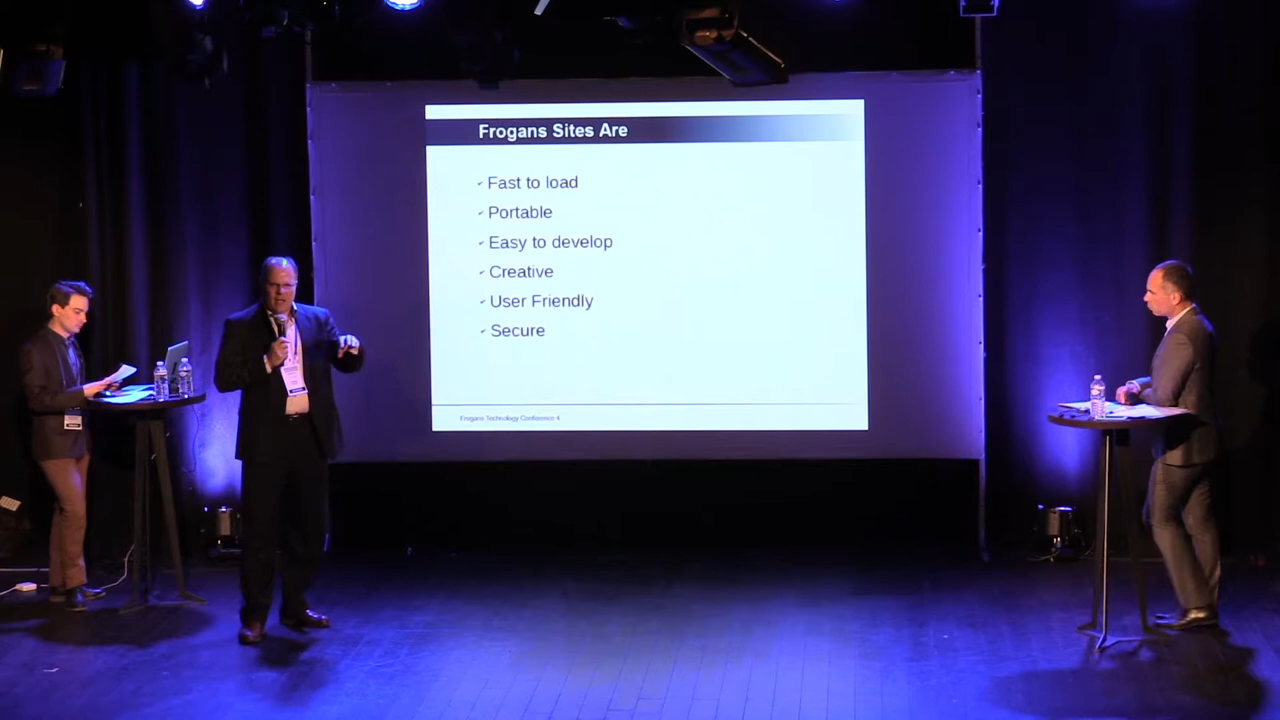 Frogans Sites Are
✓ Fast to load
✓ Portable
✓ Easy to develop
✓ Creative
✓ User Friendly
✓ Secure
Frogans Technology Conference 4